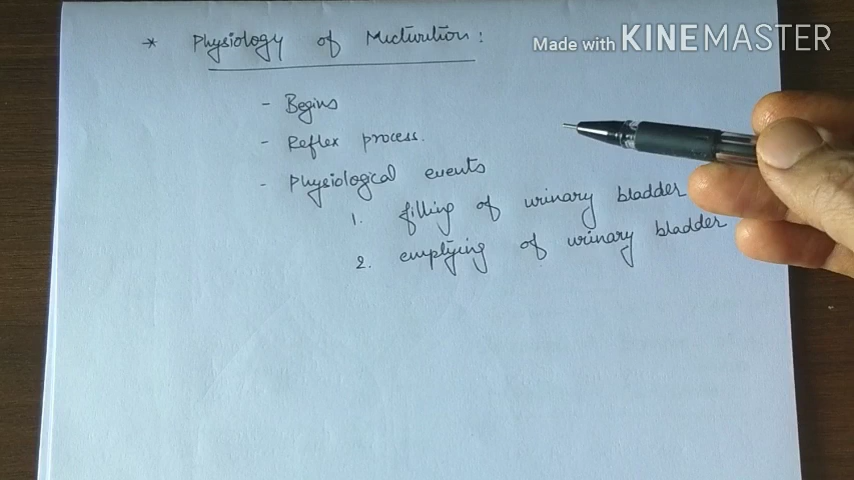 * Physiology of Micturition :
Made with KINEMASTER
- Begins
- Reflex process.
- Physiological events
1. filling of urinary bladder
2. emptying of urinary bladder